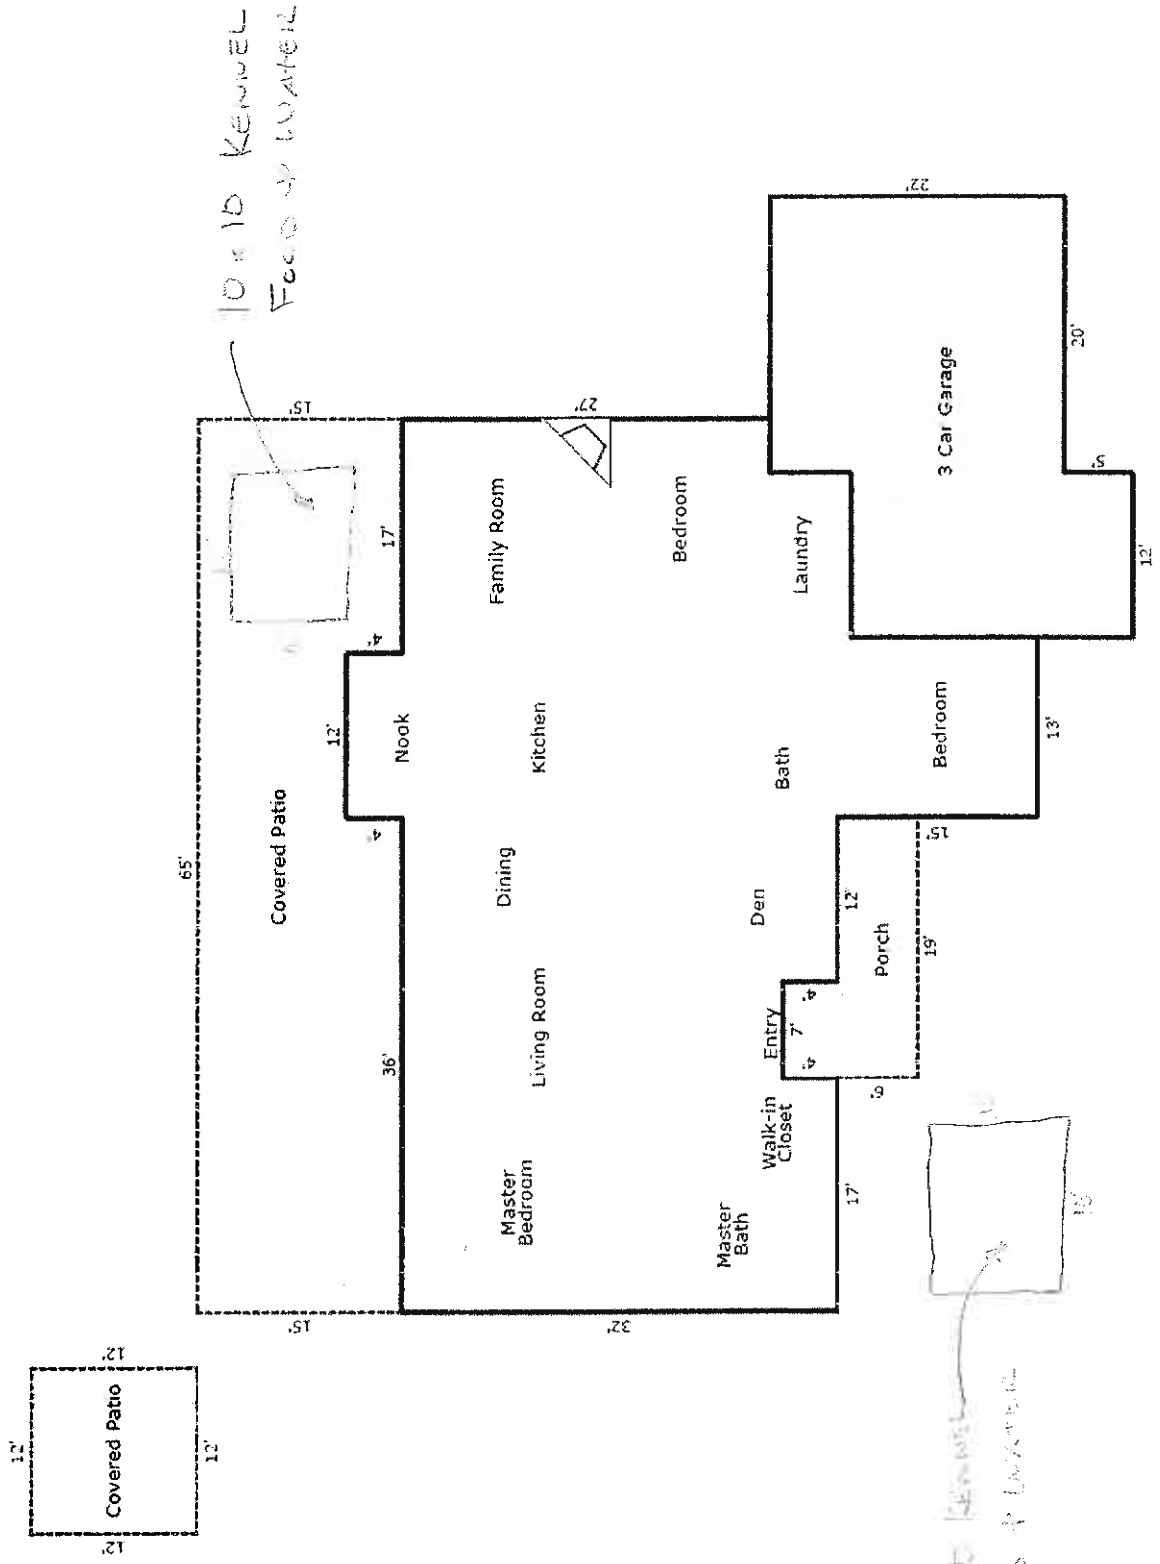 10 x 10 KENNEL
FOOD & WATER
22'
15'
3 Car Garage
20'
5'
12'
27'
17'
Family Room
Bedroom
Laundry
4'
12'
Nook
Kitchen
Bath
Bedroom
13'
4'
65'
Covered Patio
Dining
Den
12'
15'
Porch
19'
Living Room
Entry
7'
4'
4'
6'
36'
Walk-in
Closet
Master
Bedroom
Master
Bath
17'
15'
32'
12'
12'
Covered Patio
12'
12'
KENNEL
& WATER